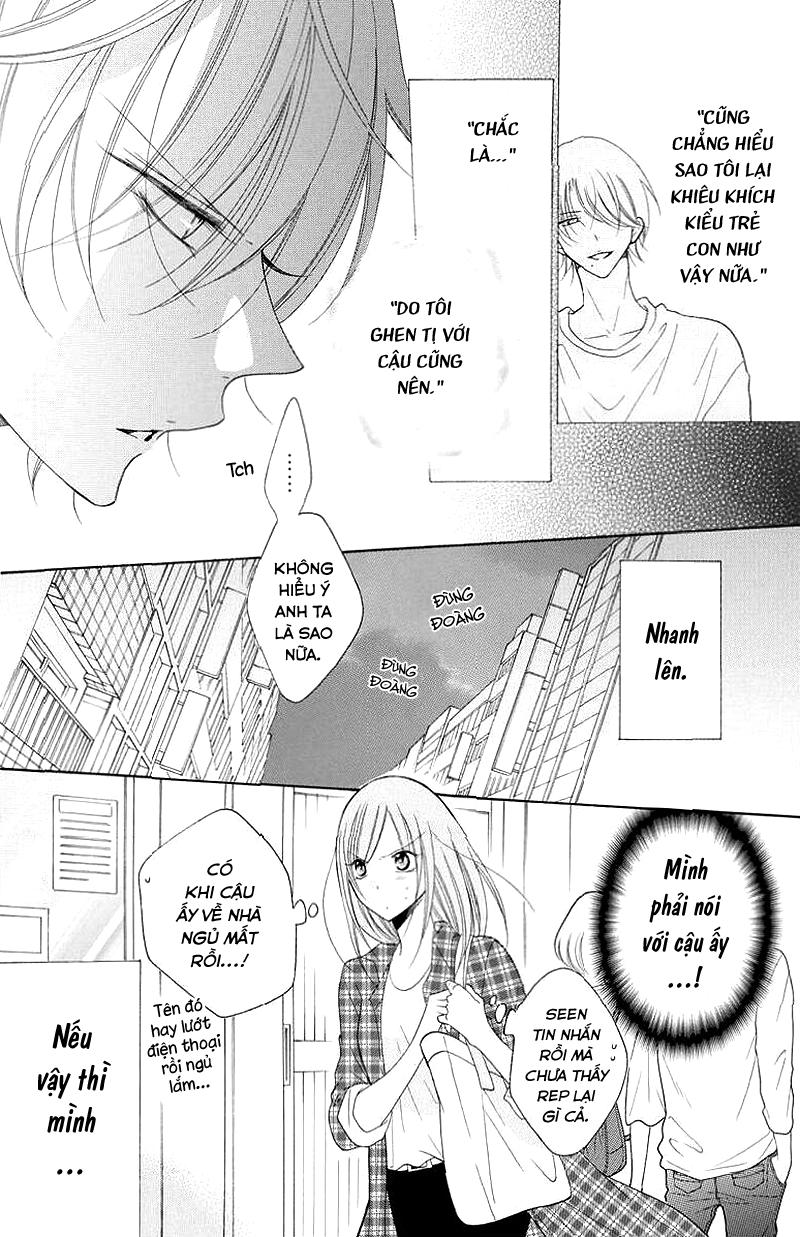 "CŨNG
CHẲNG HIỂU
SAO TÔI LẠI
KHIÊU KHÍCH
KIỂU TRẺ
CON NHƯ
VẬY NỮA."
"CHẮC
LÀ..."
"DO TÔI
GHEN TỊ VỚI
CẬU CŨNG
NÊN."
Tch
......
KHÔNG
HIỂU Ý
ANH TA
LÀ SAO
NỮA.
ĐÙNG
ĐOÀNG
ĐÙNG
ĐOÀNG
Nhanh
lên.
Mình
phải nói
với cậu ấy
...!
SEEN
TIN NHẮN
RỒI MÀ
CHƯA THẤY
REP LẠI
GÌ CẢ.
CÓ
KHI CẬU
ẤY VỀ NHÀ
NGỦ MẤT
RỒI...!
Tên đó
hay lướt
điện thoại
rồi ngủ
lắm...
Nếu
vậy thì
mình
...